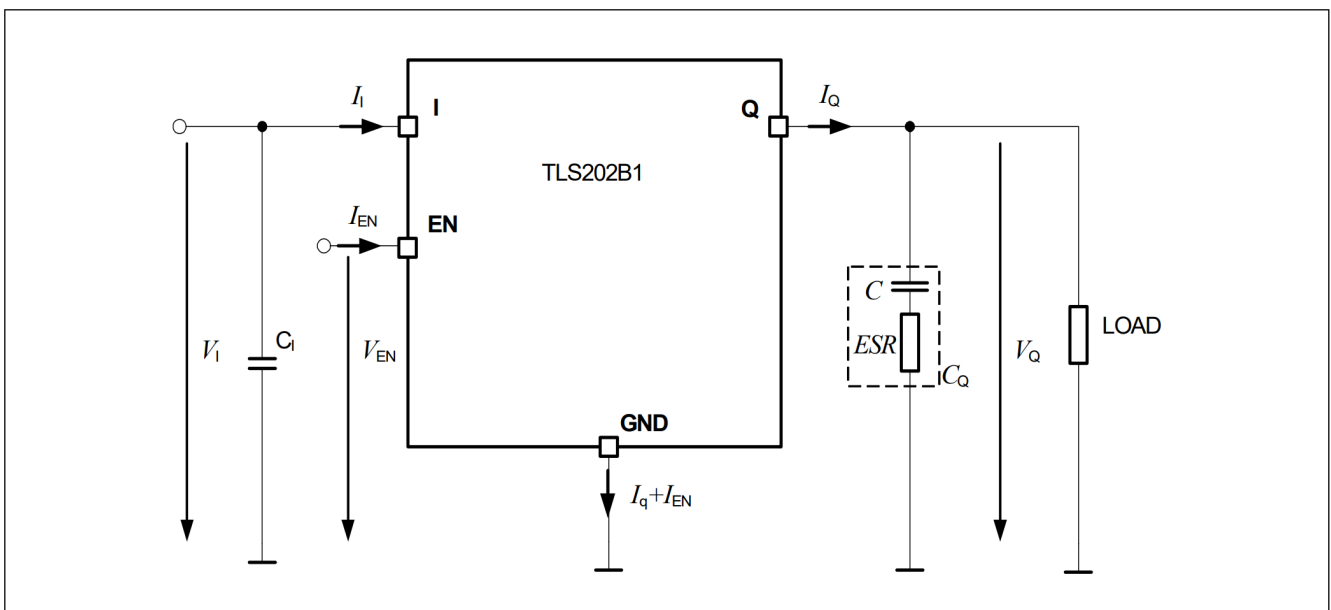 I_I
I
Q
I_Q
TLS202B1
I_EN
EN
C
V_I
C_I
V_EN
ESR
V_Q
LOAD
C_Q
GND
I_q+I_EN